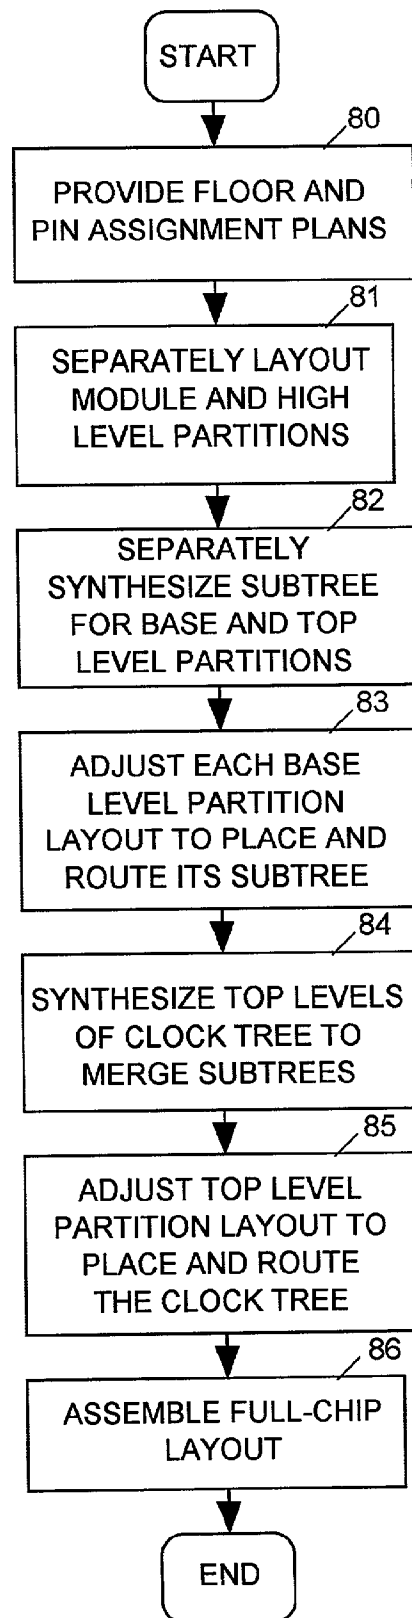 START
80
PROVIDE FLOOR AND
PIN ASSIGNMENT PLANS
81
SEPARATELY LAYOUT
MODULE AND HIGH
LEVEL PARTITIONS
82
SEPARATELY
SYNTHESIZE SUBTREE
FOR BASE AND TOP
LEVEL PARTITIONS
83
ADJUST EACH BASE
LEVEL PARTITION
LAYOUT TO PLACE AND
ROUTE ITS SUBTREE
84
SYNTHESIZE TOP LEVELS
OF CLOCK TREE TO
MERGE SUBTREES
85
ADJUST TOP LEVEL
PARTITION LAYOUT TO
PLACE AND ROUTE
THE CLOCK TREE
86
ASSEMBLE FULL-CHIP
LAYOUT
END